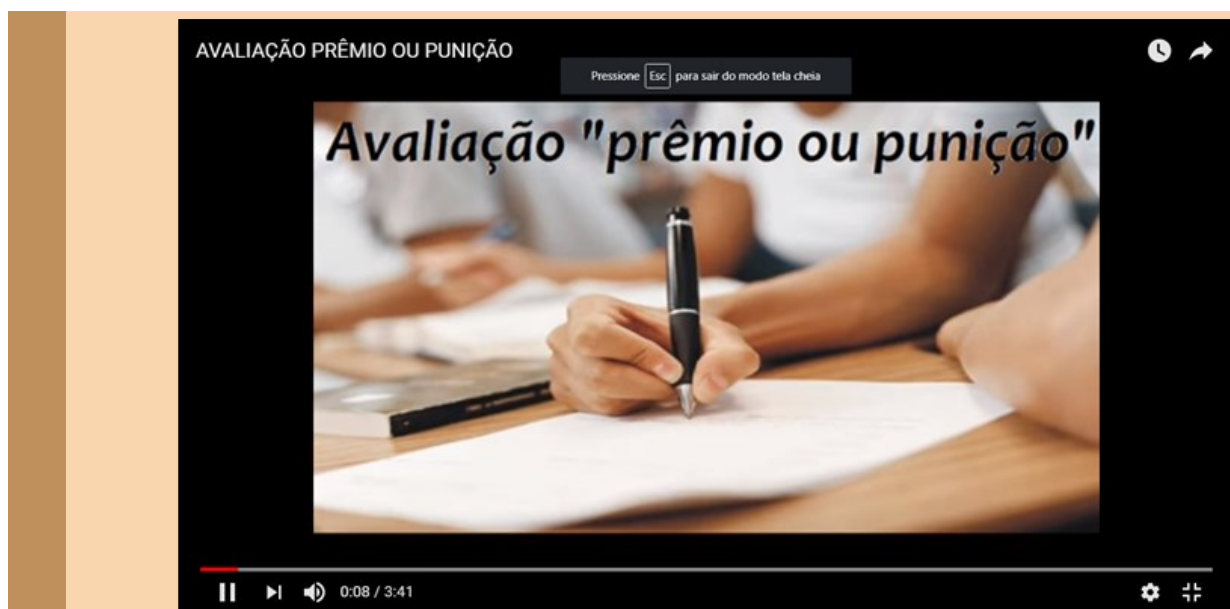 AVALIAÇÃO PRÊMIO OU PUNIÇÃO
Pressione Esc para sair do modo tela cheia
Avaliação "prêmio ou punição"
0:08 / 3:41